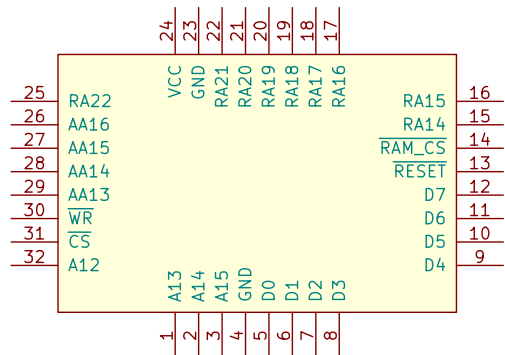 24 23 22 21 20 19 18 17
VCC GND RA21 RA20 RA19 RA18 RA17 RA16
25 RA22 RA15 16
26 AA16 RA14 15
27 AA15 RAM_CS 14
28 AA14 RESET 13
29 AA13 D7 12
30 WR D6 11
31 CS D5 10
32 A12 D4 9
A13 A14 A15 GND D0 D1 D2 D3
1 2 3 4 5 6 7 8